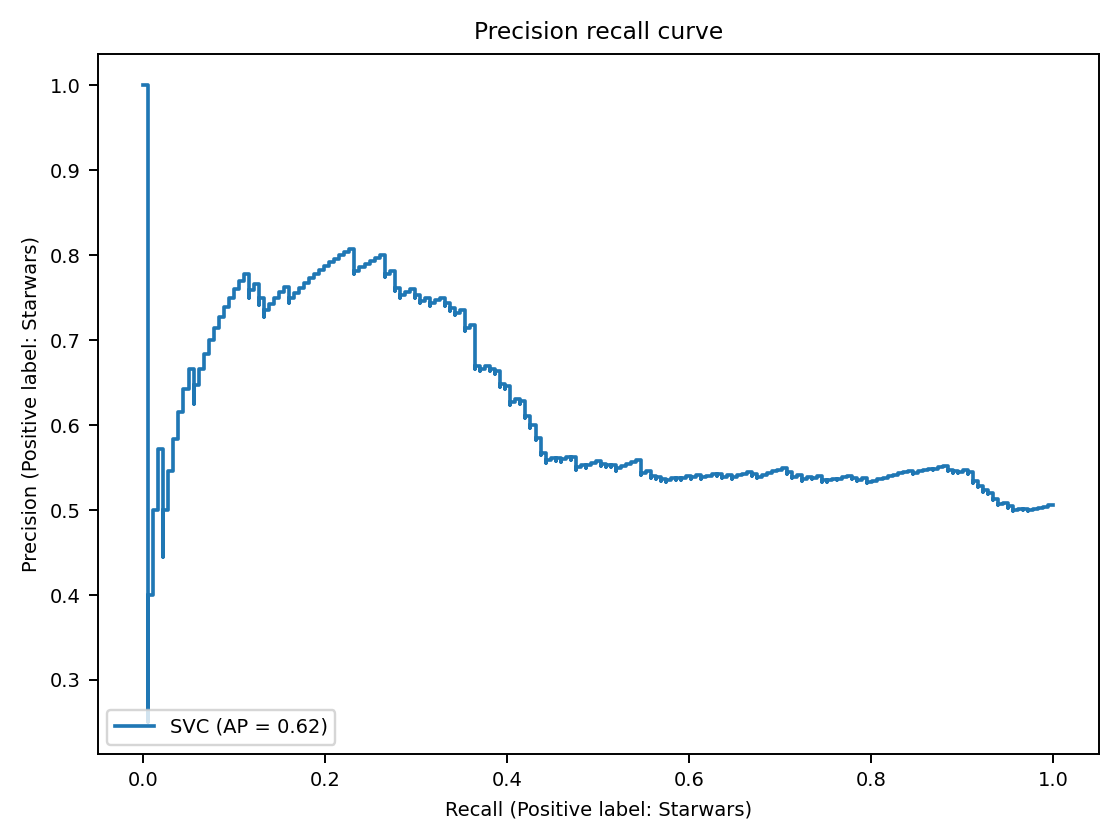 Precision recall curve
1.0
0.9
0.8
0.7
0.6
0.5
0.4
0.3
Precision (Positive label: Starwars)
SVC (AP = 0.62)
0.0 0.2 0.4 0.6 0.8 1.0
Recall (Positive label: Starwars)